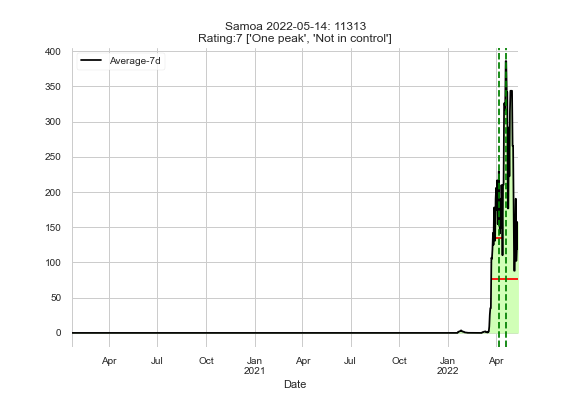 Samoa 2022-05-14: 11313
Rating:7 ['One peak', 'Not in control']
400
Average-7d
350
300
250
200
150
100
50
0
Apr Jul Oct Jan Apr Jul Oct Jan Apr
2021 2022
Date